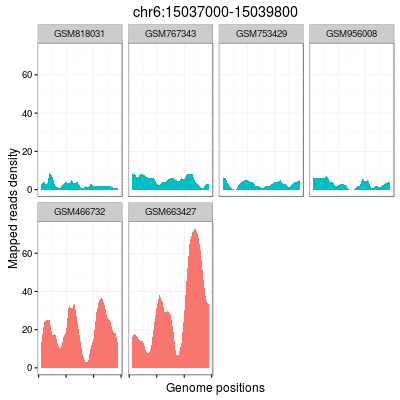 chr6:15037000-15039800
GSM818031 GSM767343 GSM753429 GSM956008
60
40
20
0
GSM466732 GSM663427
60
40
20
0
Mapped reads density
Genome positions